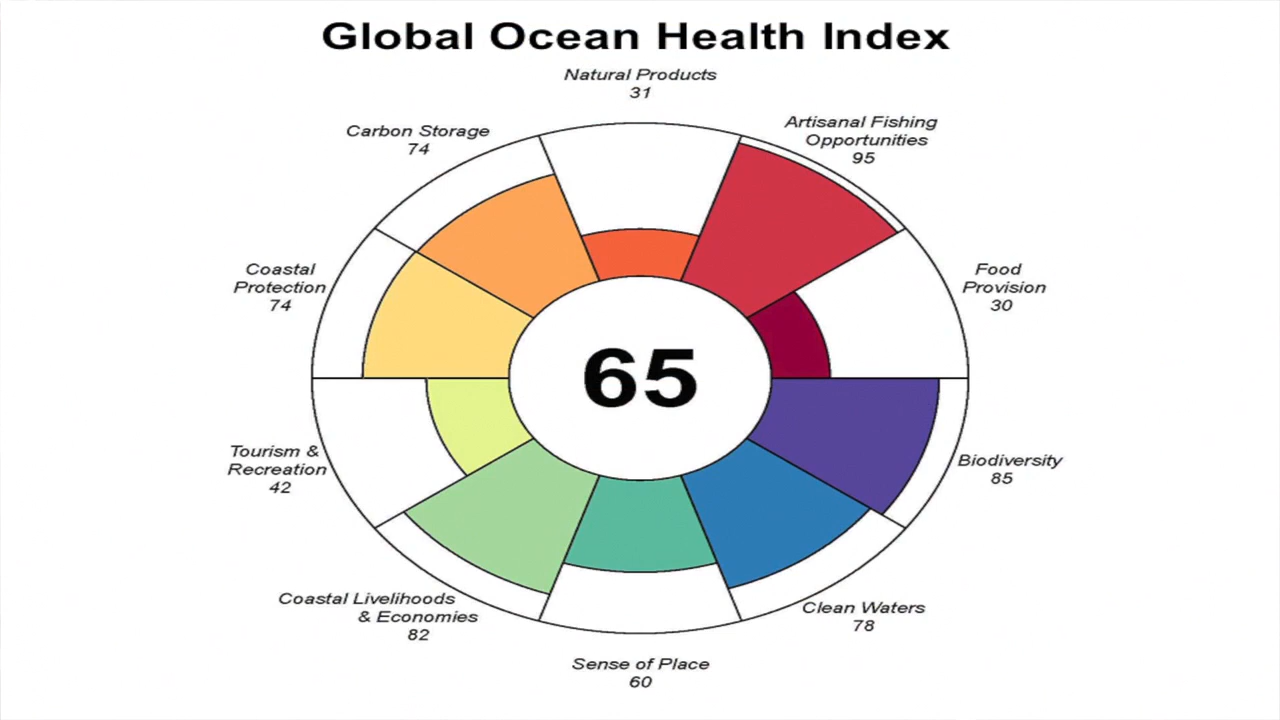 Global Ocean Health Index
Natural Products
31
Artisanal Fishing
Opportunities
95
Food
Provision
30
Biodiversity
85
Clean Waters
78
Sense of Place
60
Coastal Livelihoods
& Economies
82
Tourism &
Recreation
42
Coastal
Protection
74
Carbon Storage
74
65